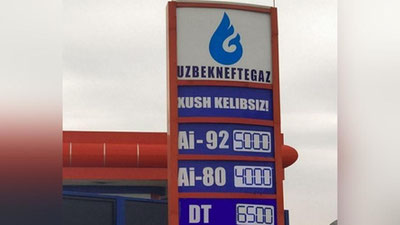 UZBEKNEFTEGAZ
XUSH KELIBSIZ!
Ai-92 5000
Ai-80 4000
DT 6500